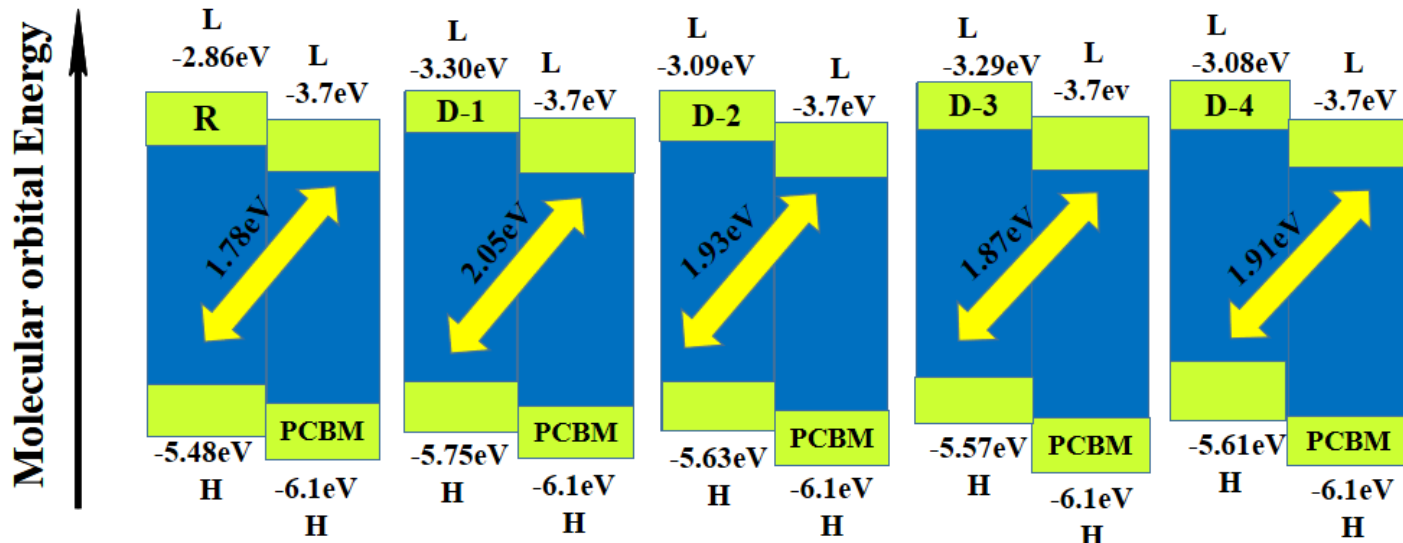 Molecular orbital Energy
L
-2.86eV
L
-3.7eV
R
1.78eV
-5.48eV
H
PCBM
-6.1eV
H
L
-3.30eV
L
-3.7eV
D-1
2.05eV
-5.75eV
H
PCBM
-6.1eV
H
L
-3.09eV
L
-3.7eV
D-2
1.93eV
-5.63eV
H
PCBM
-6.1eV
H
L
-3.29eV
L
-3.7ev
D-3
1.87eV
-5.57eV
H
PCBM
-6.1eV
H
L
-3.08eV
L
-3.7eV
D-4
1.91eV
-5.61eV
H
PCBM
-6.1eV
H